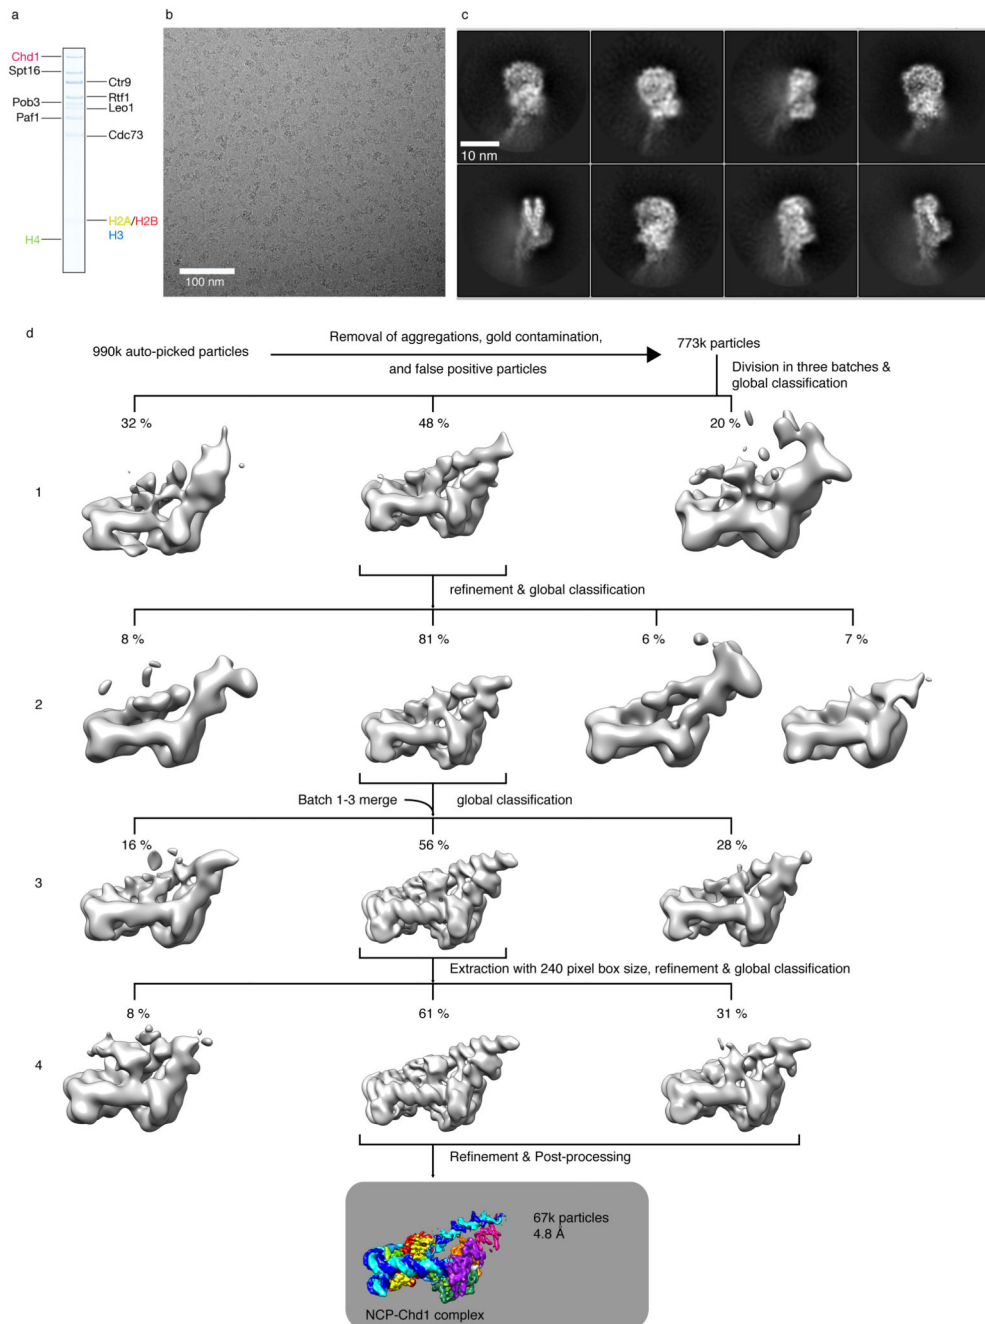 a
Chd1
Spt16
Ctr9
Rtf1
Pob3
Leo1
Paf1
Cdc73
H2A/H2B
H3
H4
b
100 nm
c
10 nm
d
990k auto-picked particles
Removal of aggregations, gold contamination,
and false positive particles
773k particles
Division in three batches &
global classification
32 %
48 %
20 %
1
refinement & global classification
8 %
81 %
6 %
7 %
2
Batch 1-3 merge
global classification
16 %
56 %
28 %
3
Extraction with 240 pixel box size, refinement & global classification
8 %
61 %
31 %
4
Refinement & Post-processing
67k particles
4.8 Å
NCP-Chd1 complex